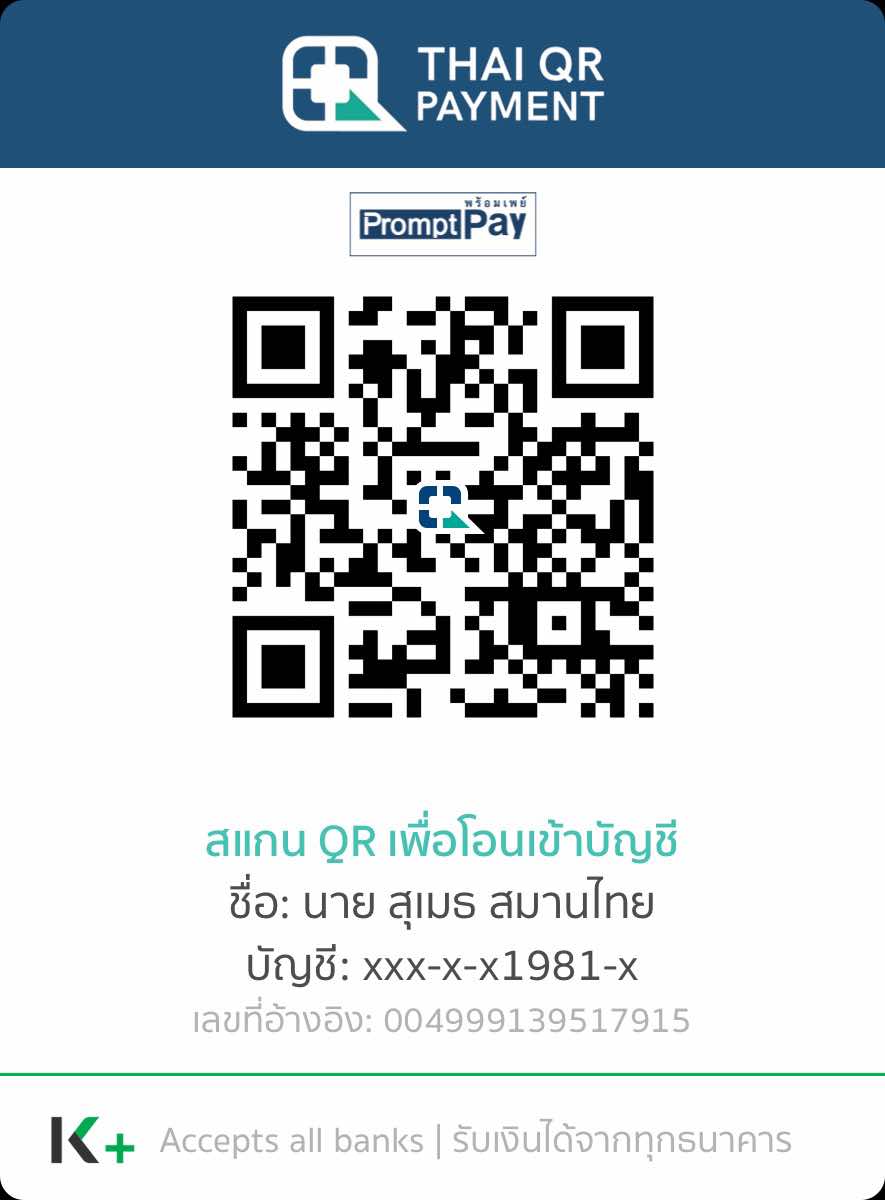 THAI QR
PAYMENT
พร้อมเพย์
PromptPay
สแกน QR เพื่อโอนเข้าบัญชี
ชื่อ: นาย สุเมธ สมานไทย
บัญชี: xxx-x-x1981-x
เลขที่อ้างอิง: 004999139517915
K+ Accepts all banks | รับเงินได้จากทุกธนาคาร